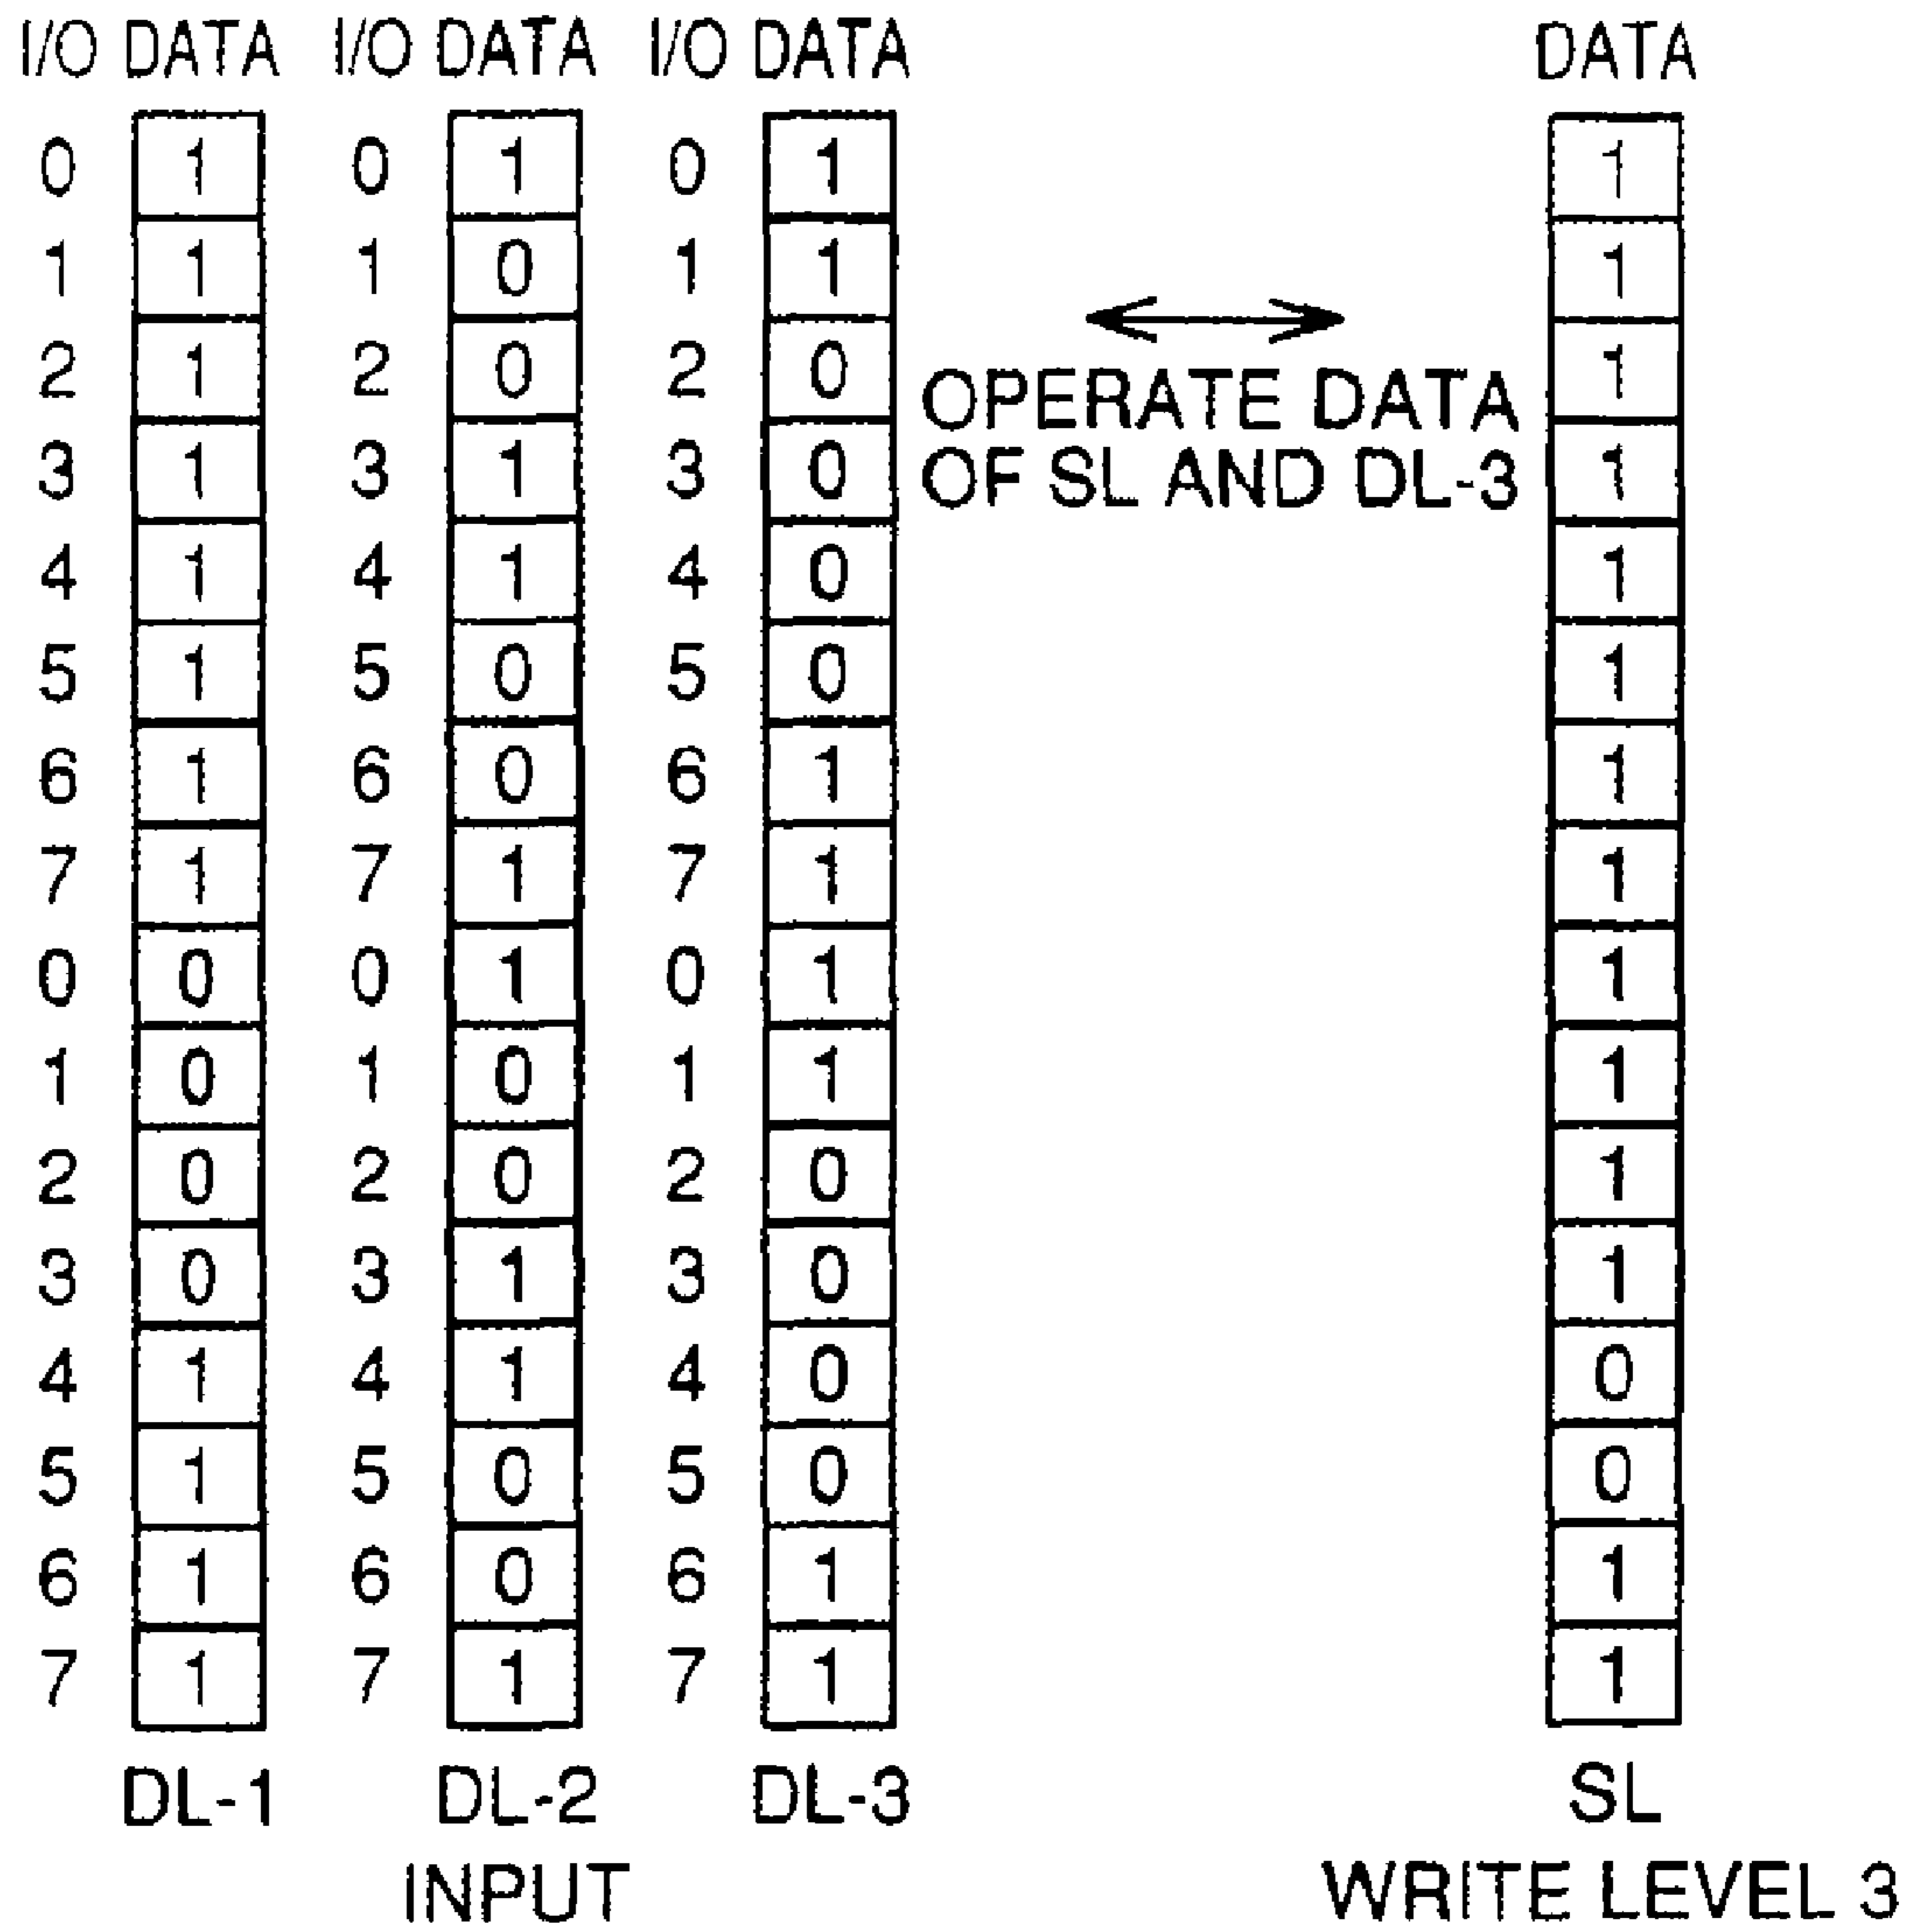 I/O DATA I/O DATA I/O DATA DATA
0 1 0 1 0 1 1
1 1 1 0 1 1 1
2 1 2 0 2 0 1
OPERATE DATA
OF SL AND DL-3
3 1 3 1 3 0 1
4 1 4 1 4 0 1
5 1 5 0 5 0 1
6 1 6 0 6 1 1
7 1 7 1 7 1 1
0 0 0 1 0 1 1
1 0 1 0 1 1 1
2 0 2 0 2 0 1
3 0 3 1 3 0 1
4 1 4 1 4 0 0
5 1 5 0 5 0 0
6 1 6 0 6 1 1
7 1 7 1 7 1 1
DL-1 DL-2 DL-3 SL
INPUT WRITE LEVEL 3